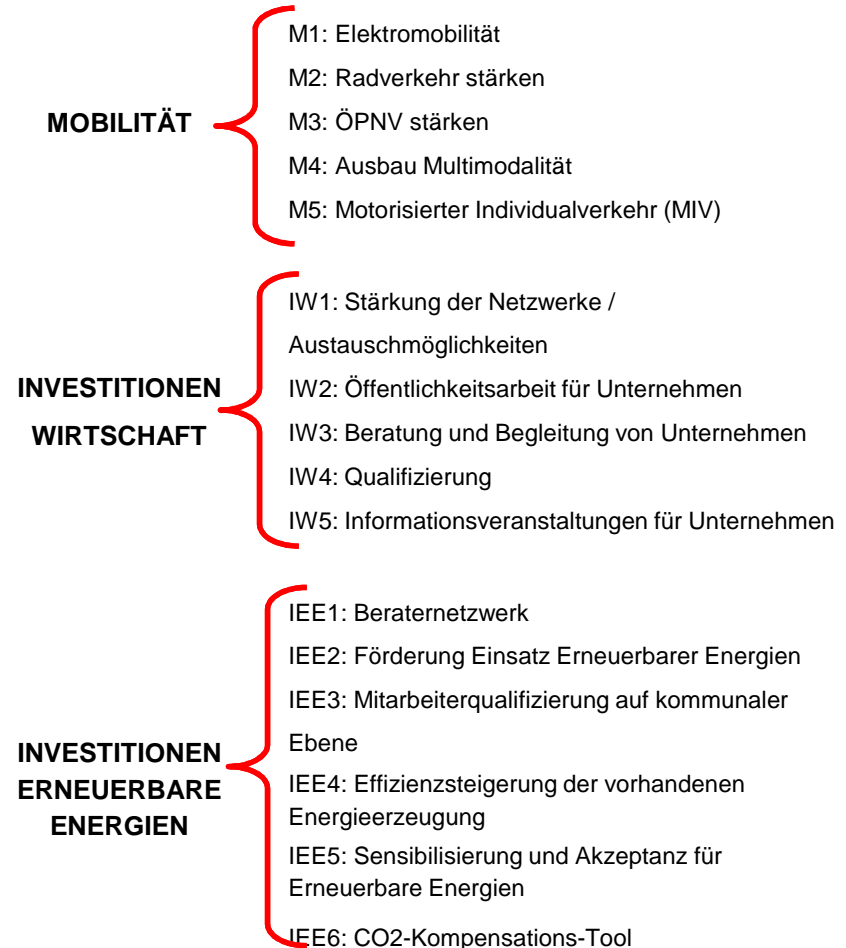 MOBILITÄT
M1: Elektromobilität
M2: Radverkehr stärken
M3: ÖPNV stärken
M4: Ausbau Multimodalität
M5: Motorisierter Individualverkehr (MIV)
INVESTITIONEN
WIRTSCHAFT
IW1: Stärkung der Netzwerke /
Austauschmöglichkeiten
IW2: Öffentlichkeitsarbeit für Unternehmen
IW3: Beratung und Begleitung von Unternehmen
IW4: Qualifizierung
IW5: Informationsveranstaltungen für Unternehmen
INVESTITIONEN
ERNEUERBARE
ENERGIEN
IEE1: Beraternetzwerk
IEE2: Förderung Einsatz Erneuerbarer Energien
IEE3: Mitarbeiterqualifizierung auf kommunaler
Ebene
IEE4: Effizienzsteigerung der vorhandenen
Energieerzeugung
IEE5: Sensibilisierung und Akzeptanz für
Erneuerbare Energien
IEE6: CO2-Kompensations-Tool